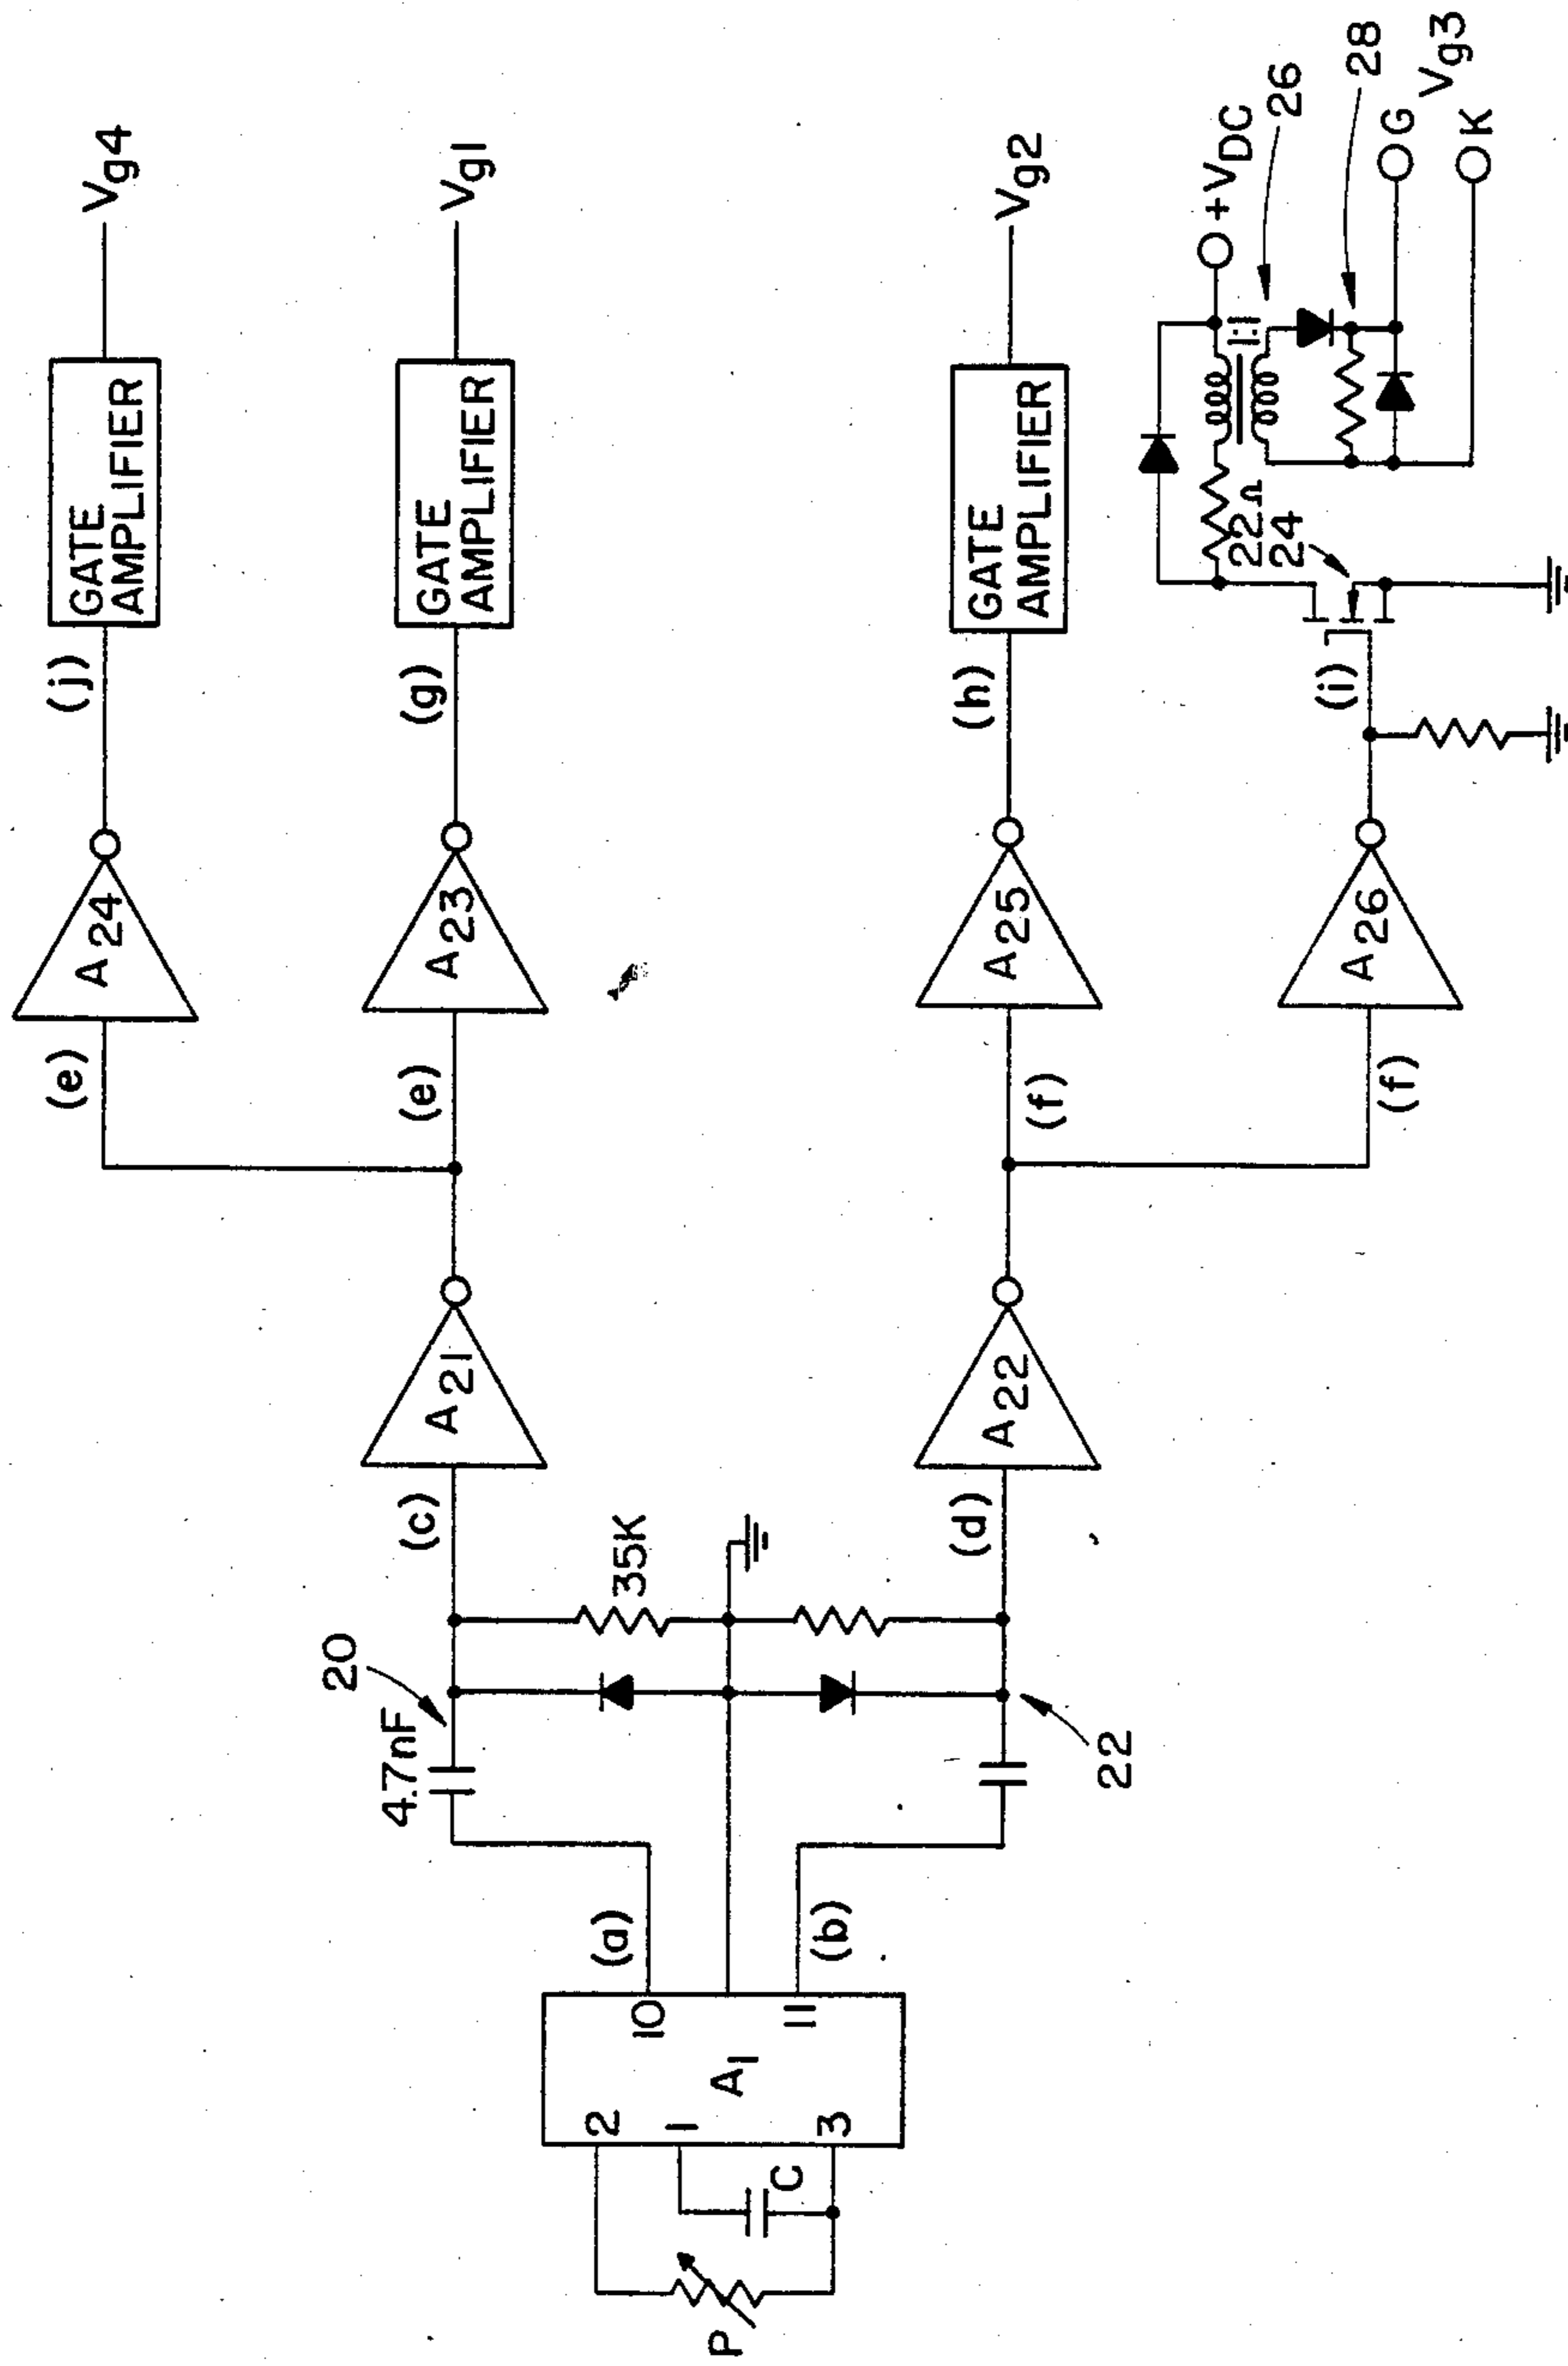 P
C
2
1
3
A1
10
11
(a)
(b)
4.7nF
20
22
35K
(c)
(d)
A21
A22
(e)
(e)
(f)
(f)
A24
A23
A25
A26
(j)
(g)
(h)
(i)
GATE
AMPLIFIER
GATE
AMPLIFIER
GATE
AMPLIFIER
Vg4
Vg1
Vg2
22Ω
24
1:1
+VDC
26
28
G
Vg3
K